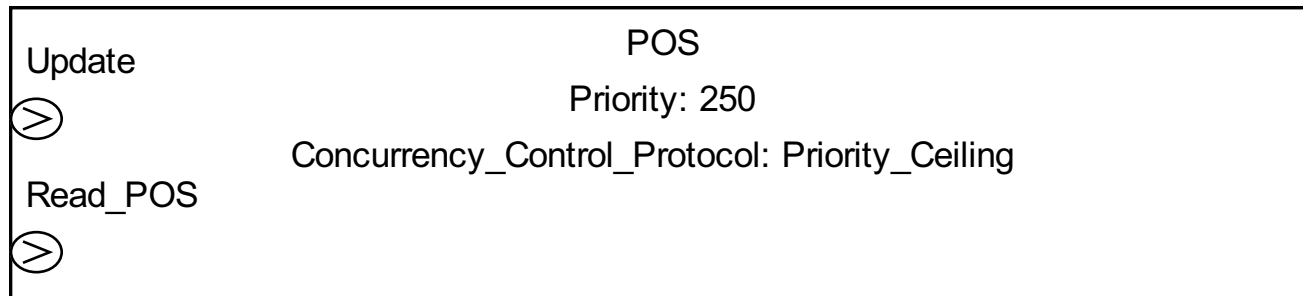 POS
Update
Priority: 250
Concurrency_Control_Protocol: Priority_Ceiling
Read_POS